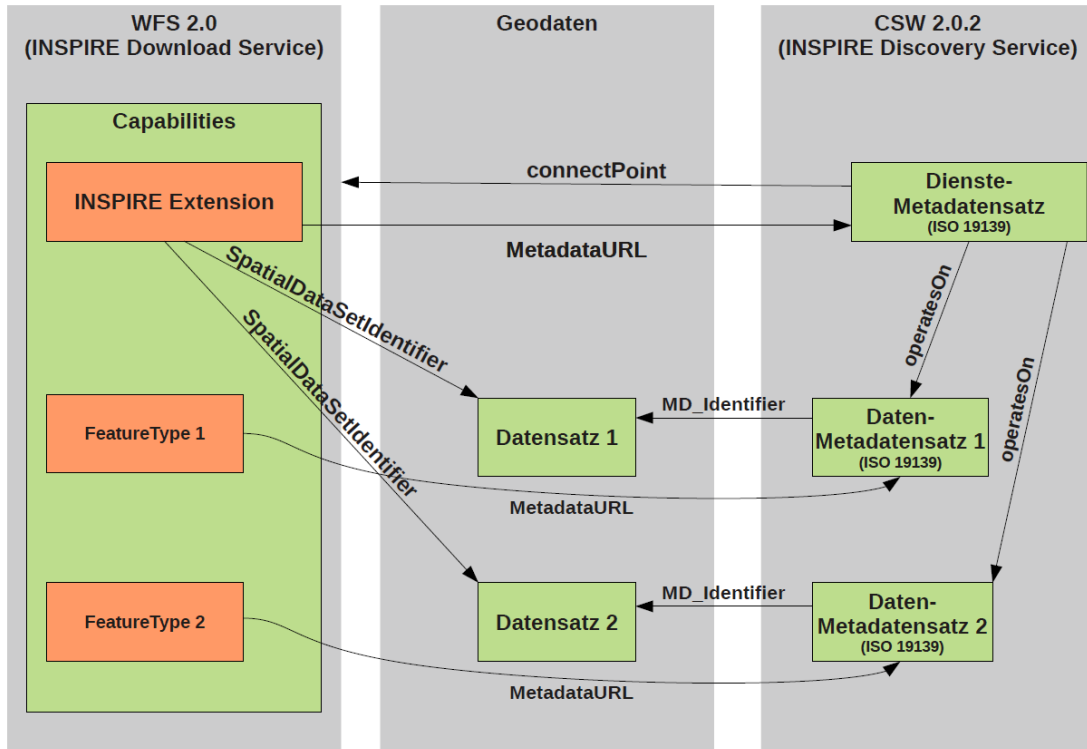 WFS 2.0
(INSPIRE Download Service)
Geodaten
CSW 2.0.2
(INSPIRE Discovery Service)
Capabilities
INSPIRE Extension
connectPoint
Dienste-
Metadatensatz
(ISO 19139)
MetadataURL
SpatialDataSetIdentifier
SpatialDataSetIdentifier
operatesOn
operatesOn
FeatureType 1
Datensatz 1
MD_Identifier
Daten-
Metadatensatz 1
(ISO 19139)
MetadataURL
FeatureType 2
Datensatz 2
MD_Identifier
Daten-
Metadatensatz 2
(ISO 19139)
MetadataURL